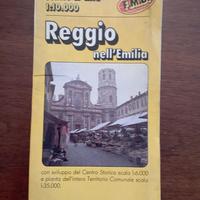 1:10.000
F.M.B.
Reggio
nell'Emilia
con sviluppo del Centro Storico scala 1:6.000
e pianta dell'intero Territorio Comunale scala
1:35.000.